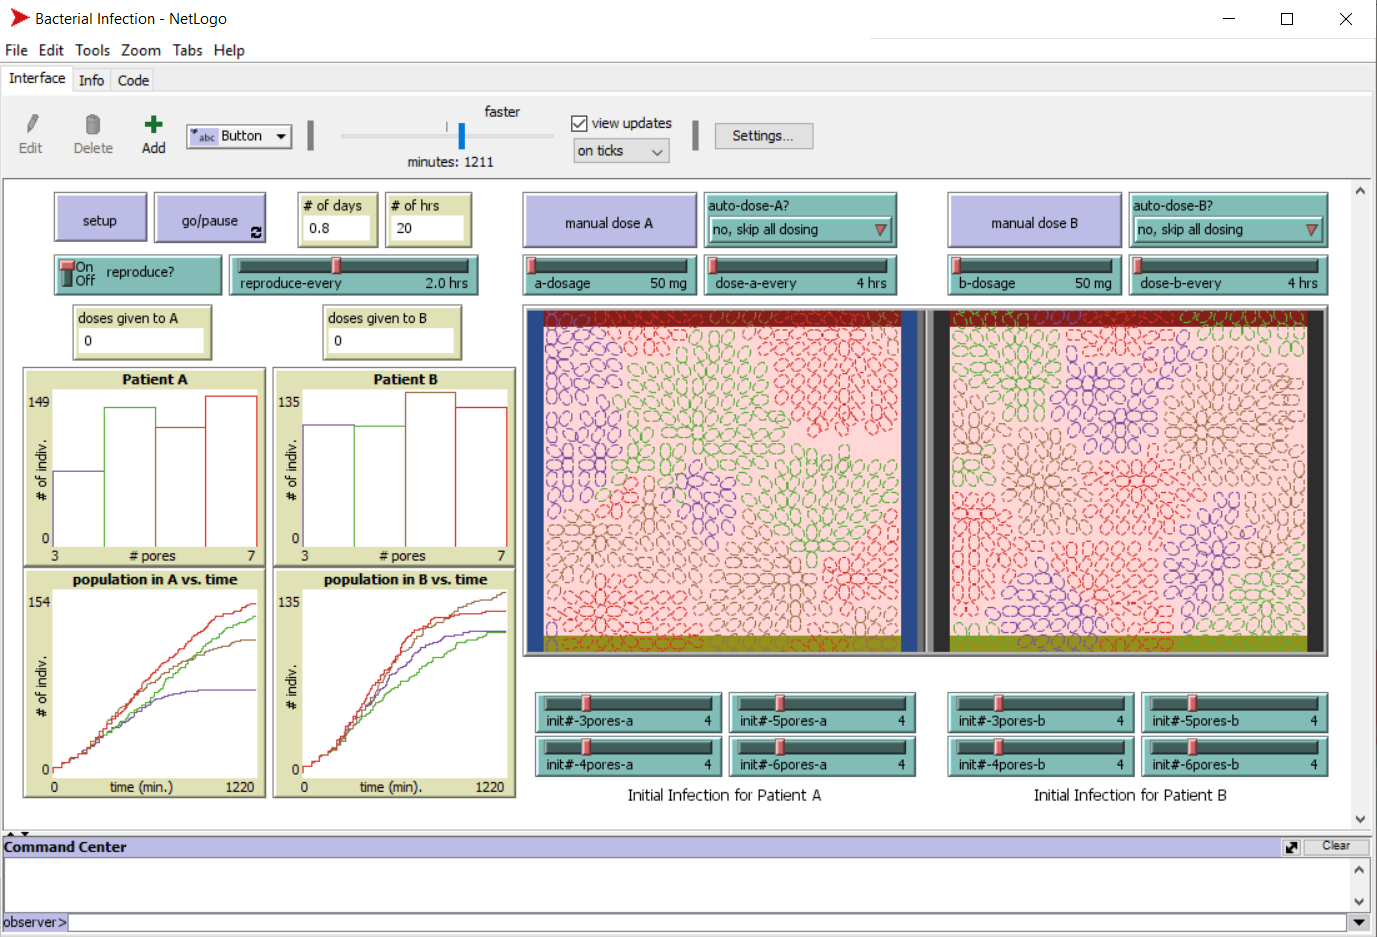 Bacterial Infection - NetLogo
File Edit Tools Zoom Tabs Help
Interface Info Code
Edit Delete Add abc Button faster minutes: 1211 view updates on ticks Settings...
setup go/pause # of days 0.8 # of hrs 20 manual dose A auto-dose-A? no, skip all dosing manual dose B auto-dose-B? no, skip all dosing
On Off reproduce? reproduce-every 2.0 hrs a-dosage 50 mg dose-a-every 4 hrs b-dosage 50 mg dose-b-every 4 hrs
doses given to A 0 doses given to B 0
Patient A
149
# of indiv.
0
3 # pores 7
Patient B
135
# of indiv.
0
3 # pores 7
population in A vs. time
154
# of indiv.
0
0 time (min.) 1220
population in B vs. time
135
# of indiv.
0
0 time (min). 1220
init#-3pores-a 4 init#-5pores-a 4 init#-3pores-b 4 init#-5pores-b 4
init#-4pores-a 4 init#-6pores-a 4 init#-4pores-b 4 init#-6pores-b 4
Initial Infection for Patient A Initial Infection for Patient B
Command Center Clear
observer>